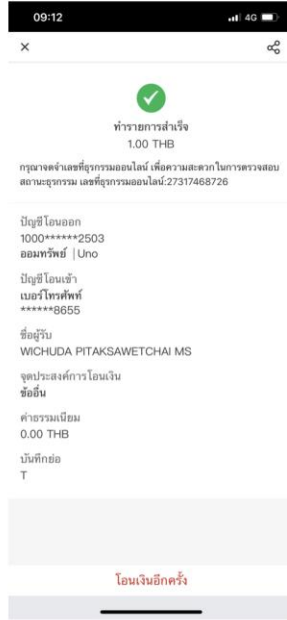 09:12
4G
ทำรายการสำเร็จ
1.00 THB
กรุณาจดจำเลขที่ธุรกรรมออนไลน์ เพื่อความสะดวกในการตรวจสอบ
สถานะธุรกรรม เลขที่ธุรกรรมออนไลน์:27317468726
บัญชีโอนออก
1000******2503
ออมทรัพย์ | Uno
บัญชีโอนเข้า
เบอร์โทรศัพท์
******8655
ชื่อผู้รับ
WICHUDA PITAKSAWETCHAI MS
จุดประสงค์การโอนเงิน
ข้ออื่น
ค่าธรรมเนียม
0.00 THB
บันทึกย่อ
T
โอนเงินอีกครั้ง